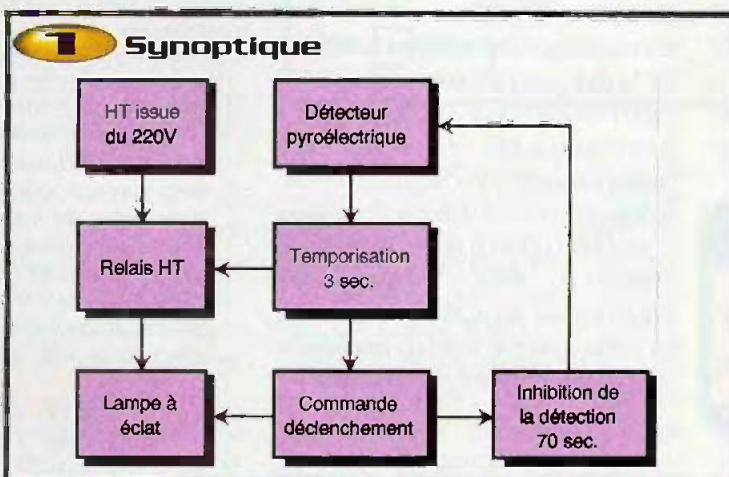 1 Synoptique
HT issue
du 220V
Détecteur
pyroélectrique
Relais HT
Temporisation
3 sec.
Lampe à
éclat
Commande
déclenchement
Inhibition de
la détection
70 sec.